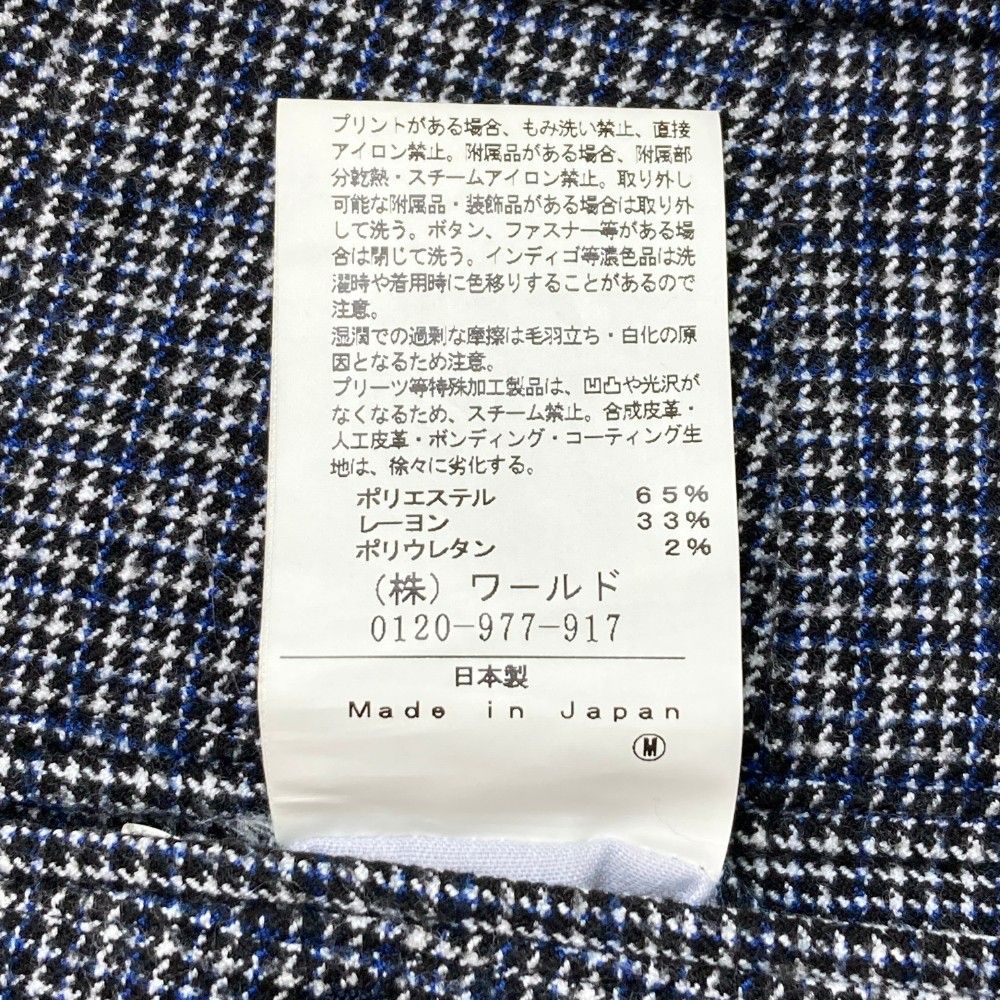 プリントがある場合、もみ洗い禁止、直接
アイロン禁止。附属品がある場合、附属部
分乾熱・スチームアイロン禁止。取り外し
可能な附属品・装飾品がある場合は取り外
して洗う。ボタン、ファスナー等がある場
合は閉じて洗う。インディゴ等濃色品は洗
濯時や着用時に色移りすることがあるので
注意。
湿潤での過剰な摩擦は毛羽立ち・白化の原
因となるため注意。
プリーツ等特殊加工製品は、凹凸や光沢が
なくなるため、スチーム禁止。合成皮革・
人工皮革・ボンディング・コーティング生
地は、徐々に劣化する。
ポリエステル 65%
レーヨン 33%
ポリウレタン 2%
(株)ワールド
0120-977-917
日本製
Made in Japan
M